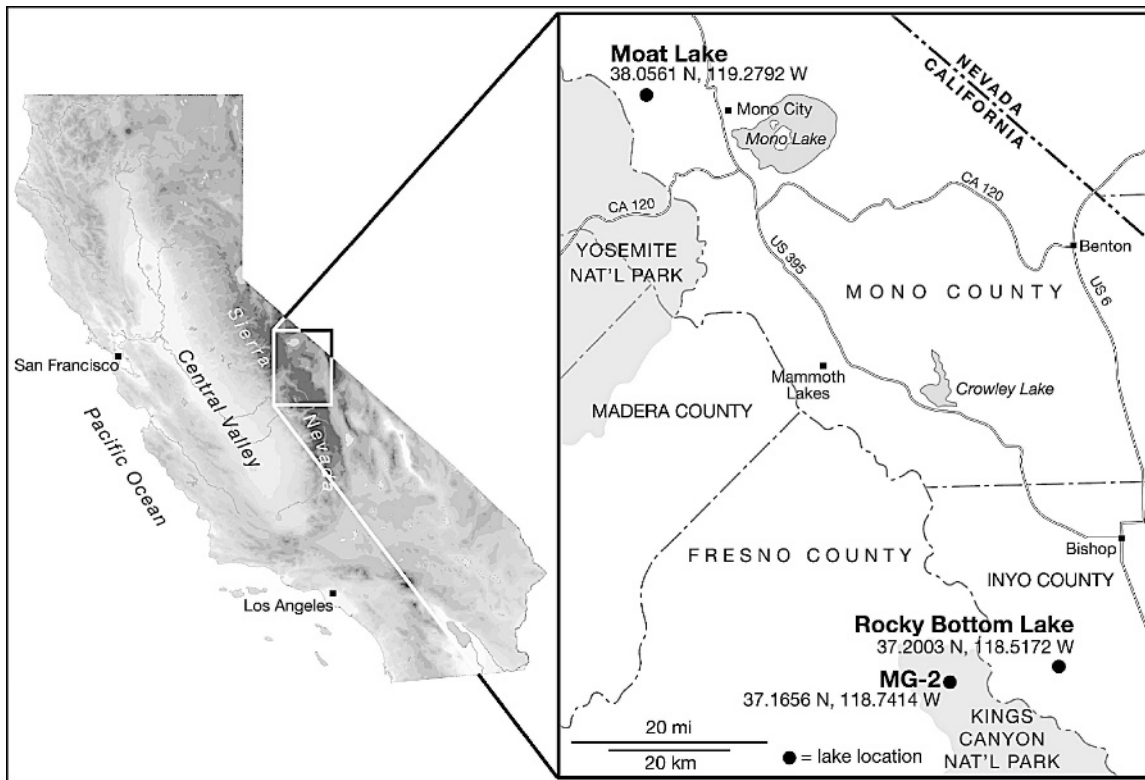 San Francisco
Pacific Ocean
Central Valley
Sierra
Nevada
Los Angeles
Moat Lake
38.0561 N, 119.2792 W
Mono City
Mono Lake
NEVADA
CALIFORNIA
CA 120
CA 120
YOSEMITE
NAT'L PARK
US 395
Benton
MONO COUNTY
US 6
Mammoth
Lakes
Crowley Lake
MADERA COUNTY
FRESNO COUNTY
Bishop
INYO COUNTY
Rocky Bottom Lake
37.2003 N, 118.5172 W
MG-2
37.1656 N, 118.7414 W
KINGS
CANYON
NAT'L PARK
20 mi
20 km
= lake location